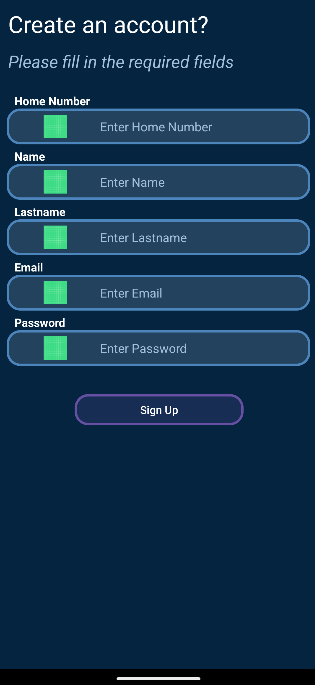 Create an account?
Please fill in the required fields
Home Number
Enter Home Number
Name
Enter Name
Lastname
Enter Lastname
Email
Enter Email
Password
Enter Password
Sign Up